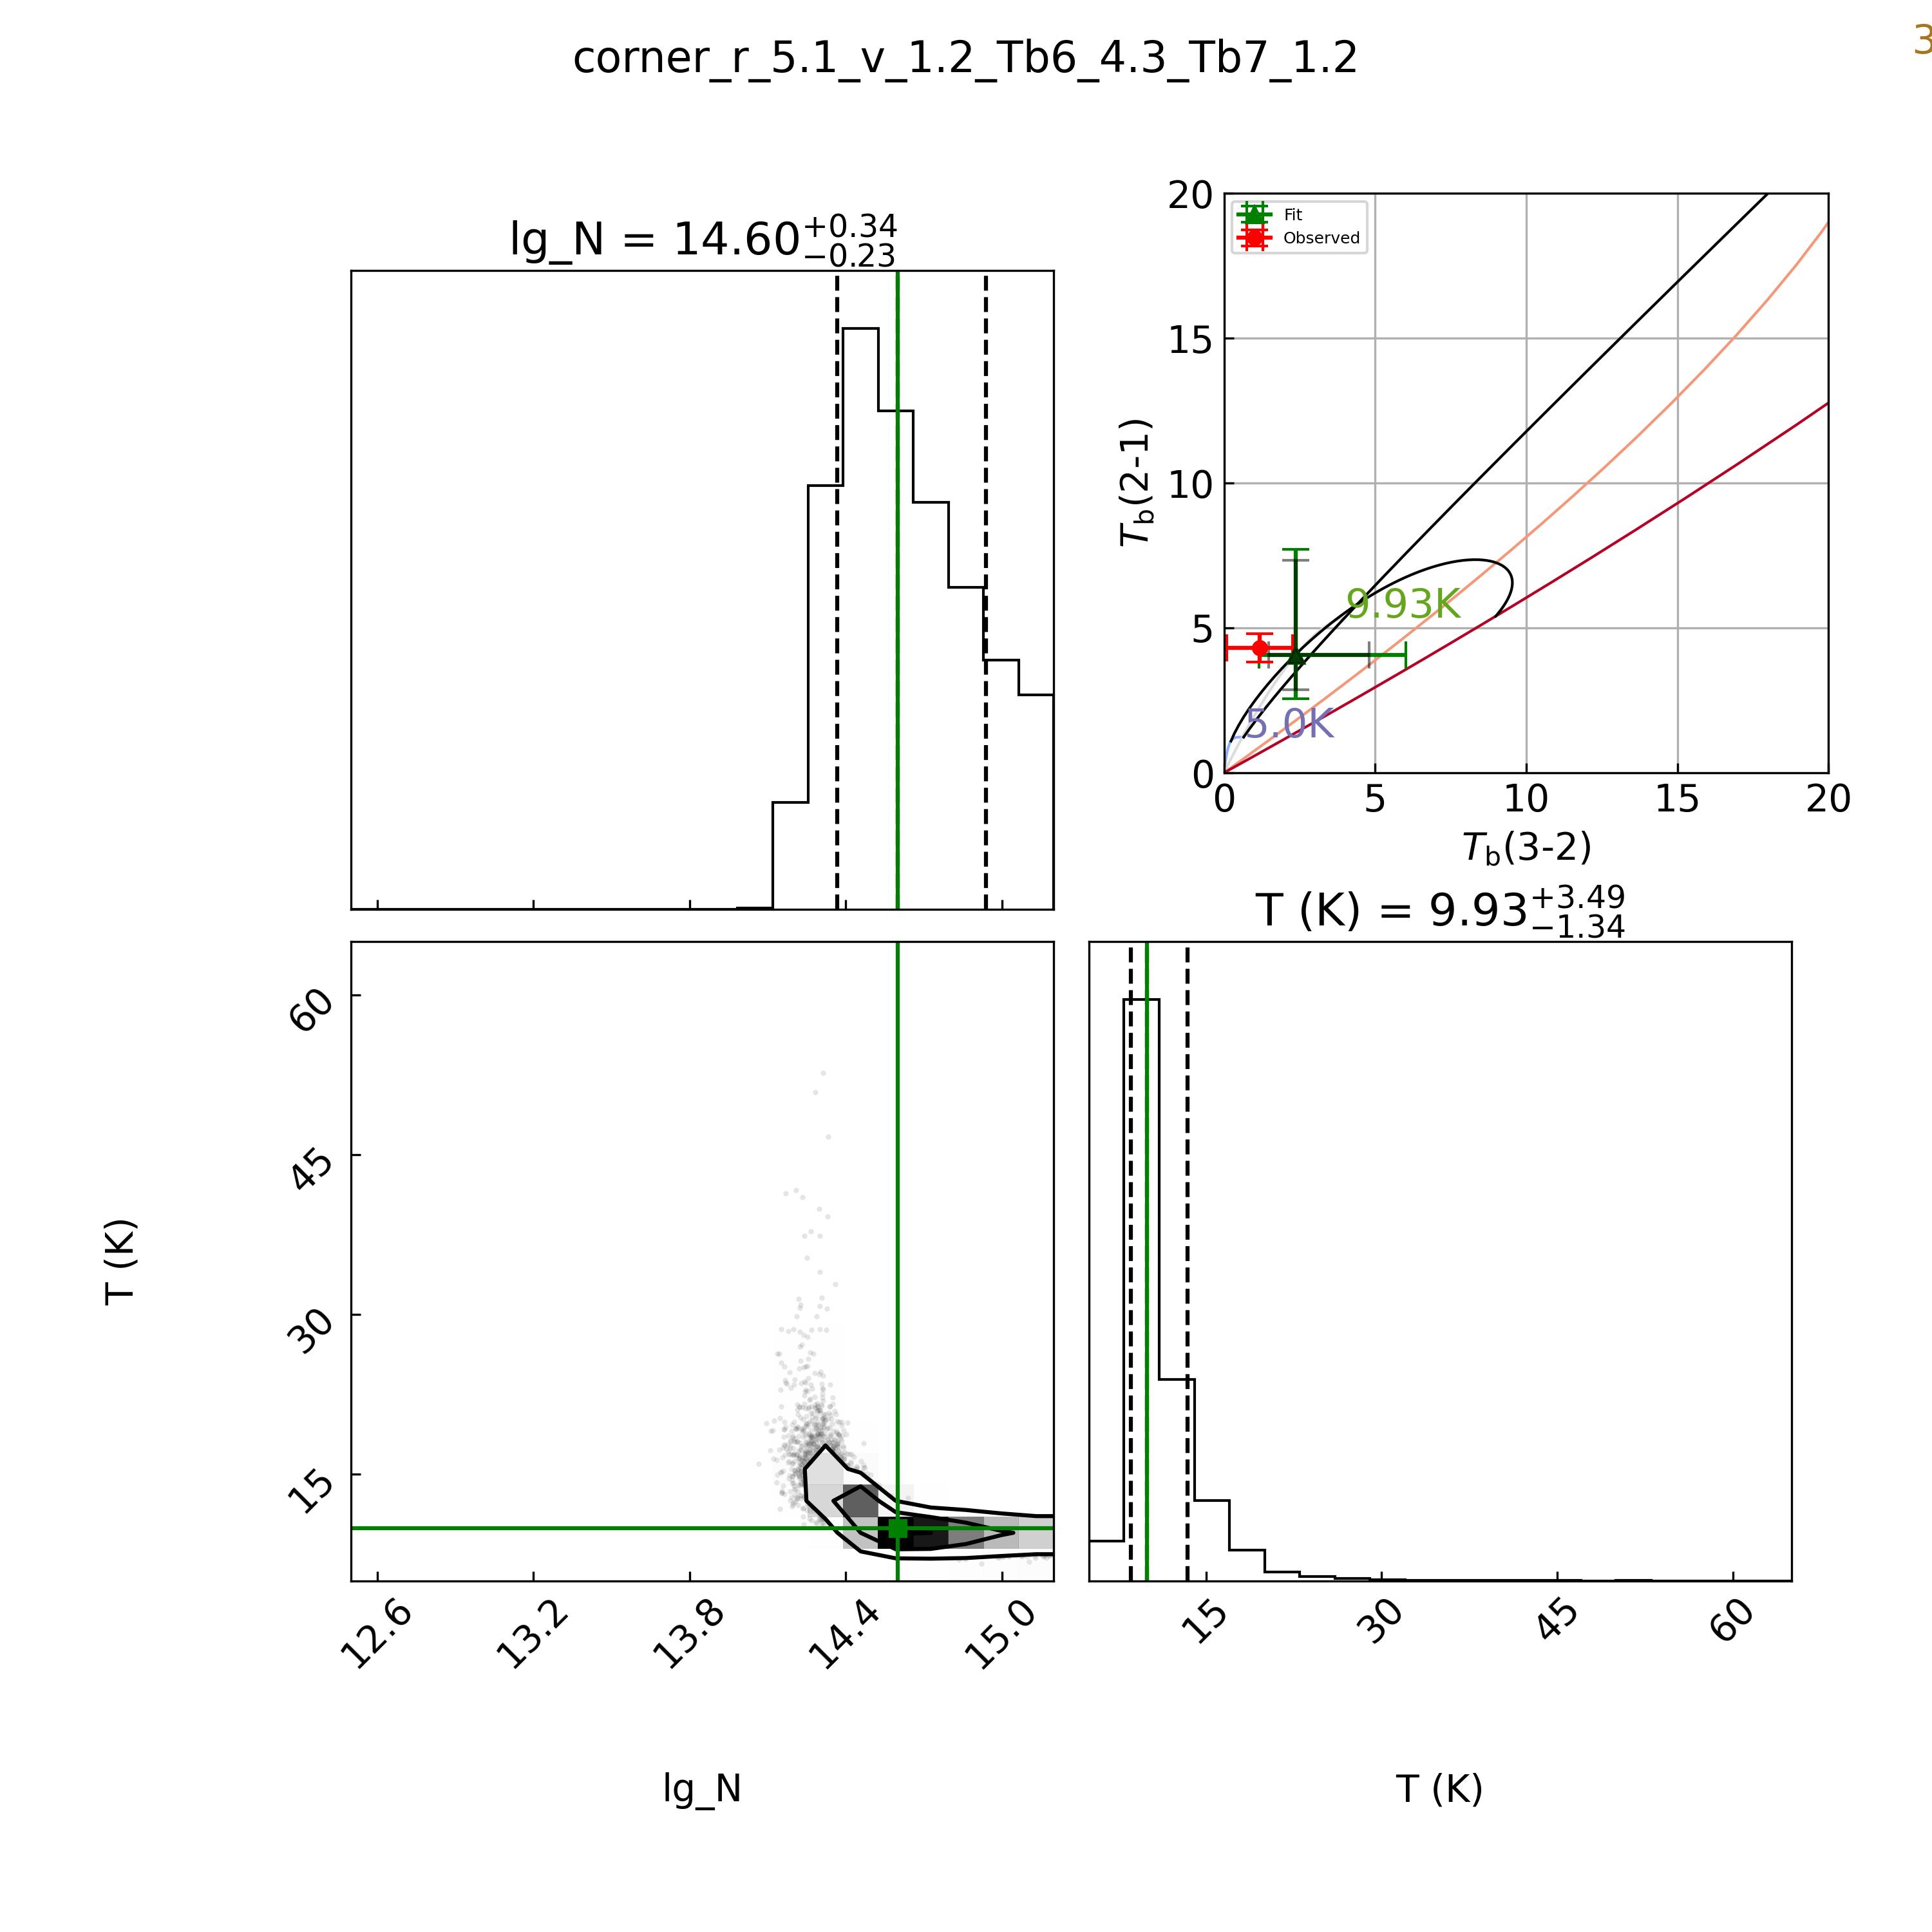 3
corner_r_5.1_v_1.2_Tb6_4.3_Tb7_1.2
lg_N = 14.60 +0.34 −0.23
Fit
Observed
20
15
10
5
0
T_b(2-1)
9.93K
5.0K
0 5 10 15 20
T_b(3-2)
T (K) = 9.93 +3.49 −1.34
60
45
30
15
T (K)
12.6 13.2 13.8 14.4 15.0
15 30 45 60
lg_N
T (K)